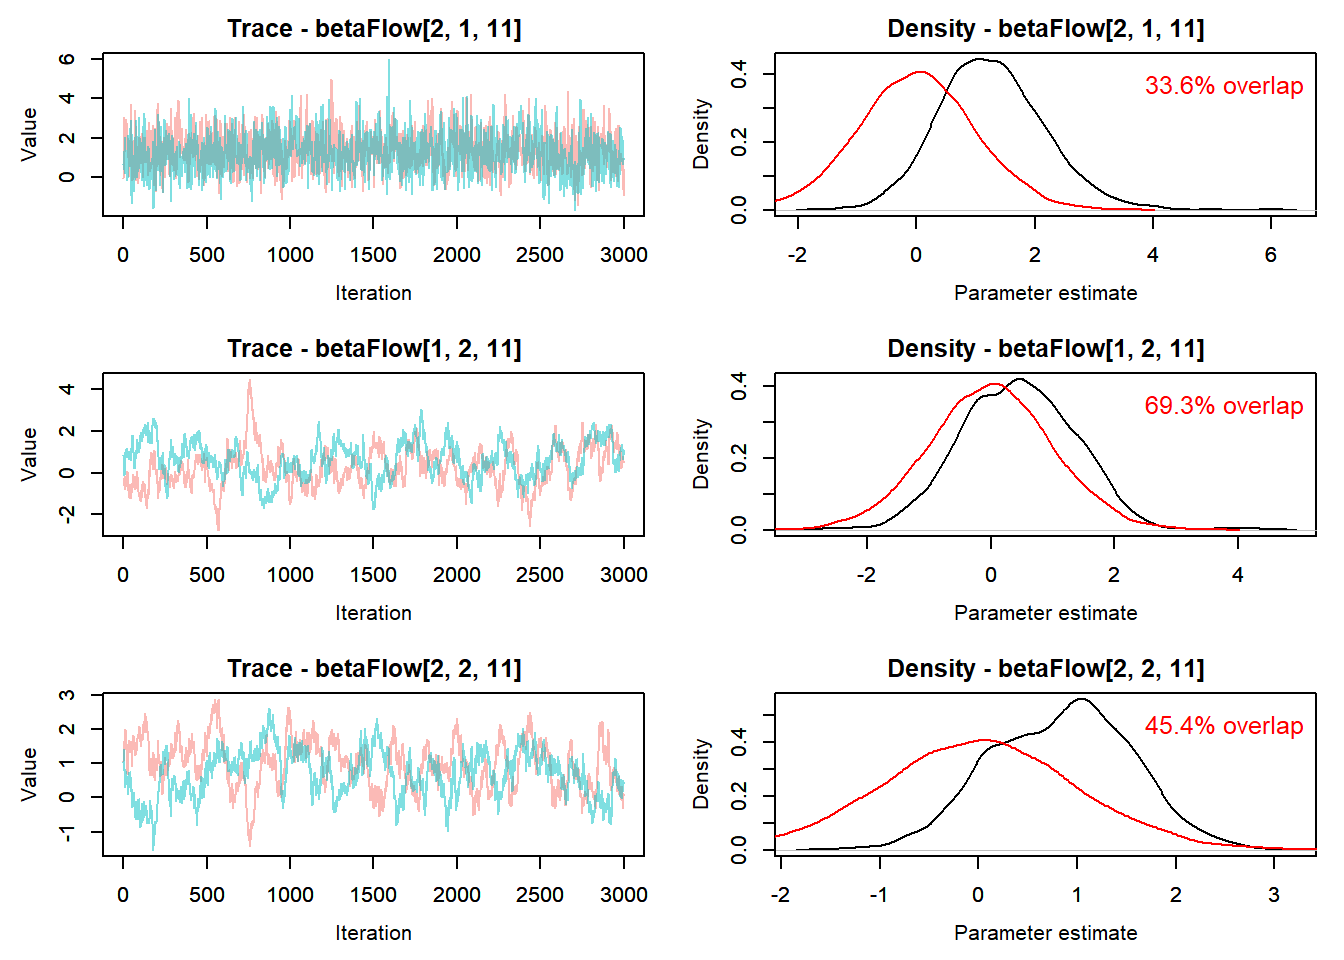 Trace - betaFlow[2, 1, 11]
Value
0 2 4 6
0 500 1000 1500 2000 2500 3000
Iteration
Density - betaFlow[2, 1, 11]
33.6% overlap
Density
0.0 0.2 0.4
-2 0 2 4 6
Parameter estimate
Trace - betaFlow[1, 2, 11]
Value
-2 0 2 4
0 500 1000 1500 2000 2500 3000
Iteration
Density - betaFlow[1, 2, 11]
69.3% overlap
Density
0.0 0.2 0.4
-2 0 2 4
Parameter estimate
Trace - betaFlow[2, 2, 11]
Value
-1 0 1 2 3
0 500 1000 1500 2000 2500 3000
Iteration
Density - betaFlow[2, 2, 11]
45.4% overlap
Density
0.0 0.2 0.4
-2 -1 0 1 2 3
Parameter estimate